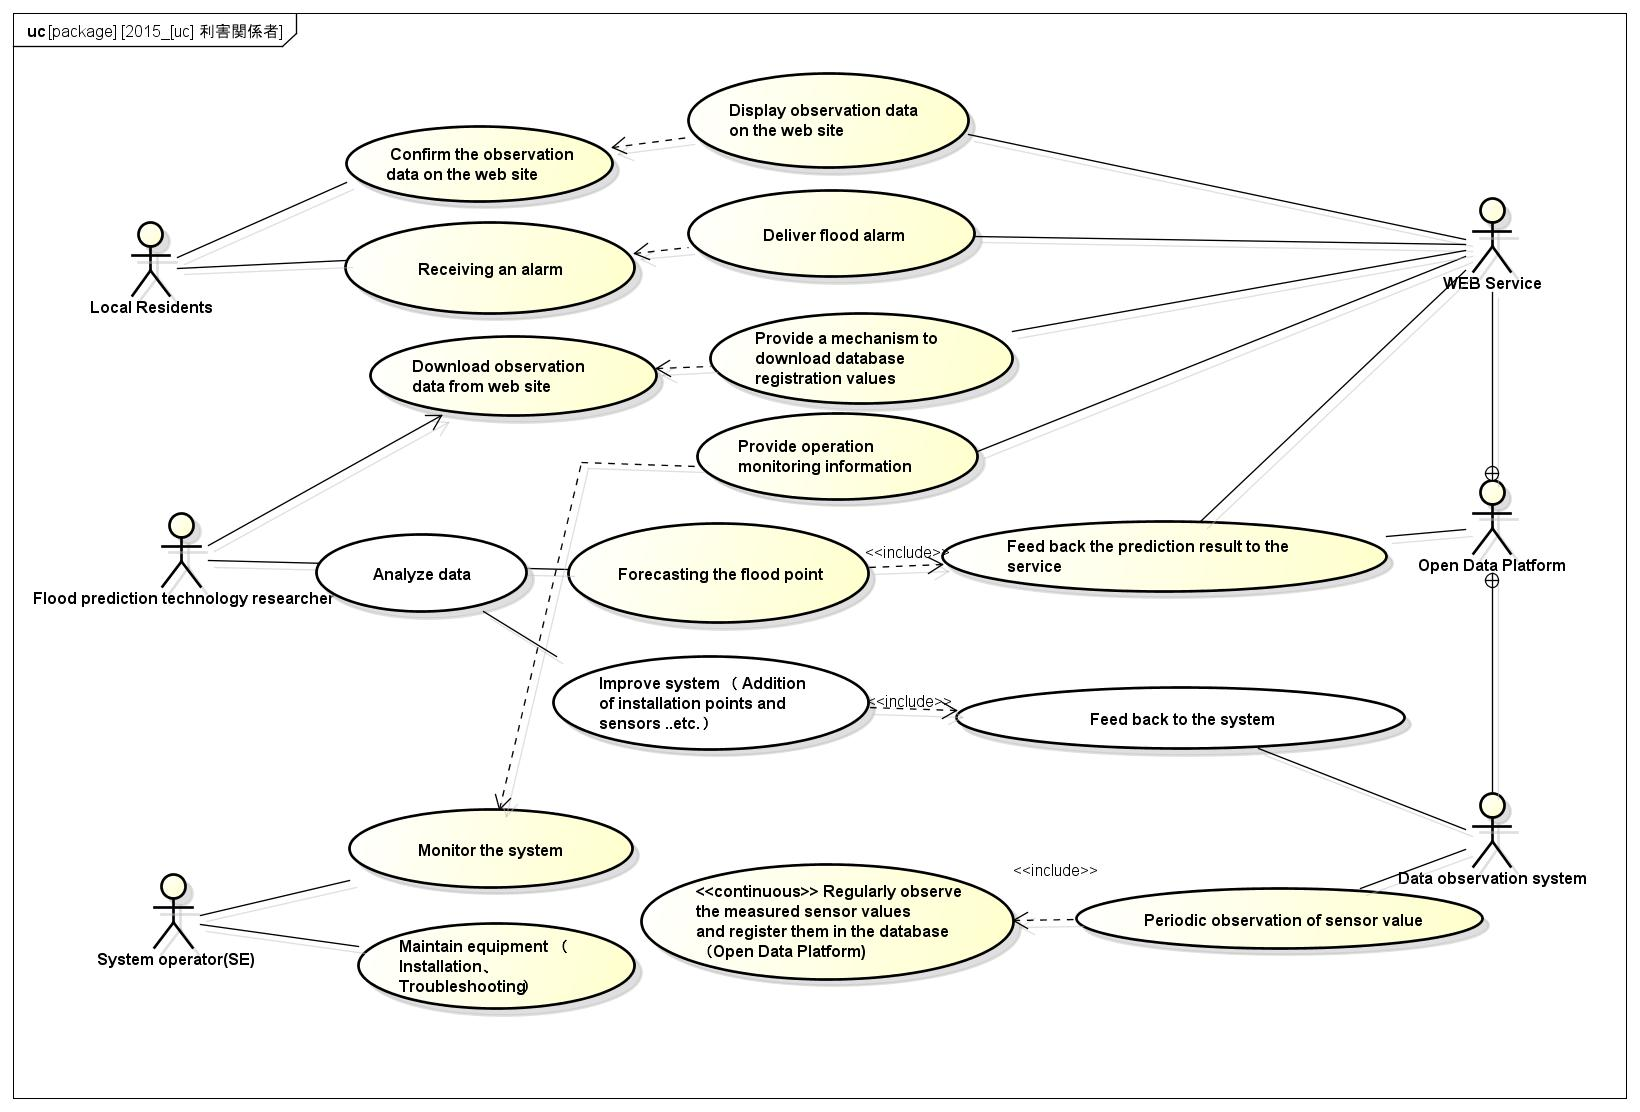 uc [package] [2015_[uc] 利害関係者]
Display observation data
on the web site
Confirm the observation
data on the web site
Deliver flood alarm
Receiving an alarm
Local Residents
WEB Service
Provide a mechanism to
download database
registration values
Download observation
data from web site
Provide operation
monitoring information
<<include>>
Feed back the prediction result to the
service
Open Data Platform
Analyze data
Forecasting the flood point
Flood prediction technology researcher
Improve system （ Addition
of installation points and
sensors ..etc.）
<<include>>
Feed back to the system
Monitor the system
<<include>>
Data observation system
<<continuous>> Regularly observe
the measured sensor values
and register them in the database
（Open Data Platform)
Periodic observation of sensor value
System operator(SE)
Maintain equipment （
Installation、
Troubleshooting）